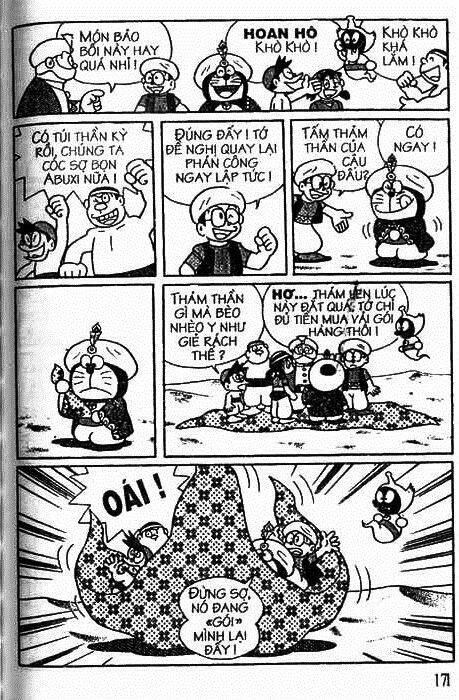 MÓN BẢO
BỐI NÀY HAY
QUÁ NHỈ !
HOAN HÔ
KHÒ KHÒ !
KHÒ KHÒ
KHÁ
LẮM !
CÓ TÚI THẦN KỲ
RỒI, CHÚNG TA
CÓC SỢ BỌN
ABUXI NỮA !
ĐÚNG ĐẤY ! TỚ
ĐỀ NGHỊ QUAY LẠI
PHẢN CÔNG
NGAY LẬP TỨC !
TẤM THẢM
THẦN CỦA
CẬU
ĐÂU?
CÓ
NGAY !
THẢM THẦN
GÌ MÀ BÈO
NHÈO Y NHƯ
GIẺ RÁCH
THẾ ?
HƠ... THẢM LEN LÚC
NÀY ĐẮT QUÁ, TỚ CHỈ
ĐỦ TIỀN MUA VẢI GÓI
HÀNG THÔI !
OÁI !
ĐỪNG SỢ,
NÓ ĐANG
«GÓI»
MÌNH LẠI
ĐẤY !
171